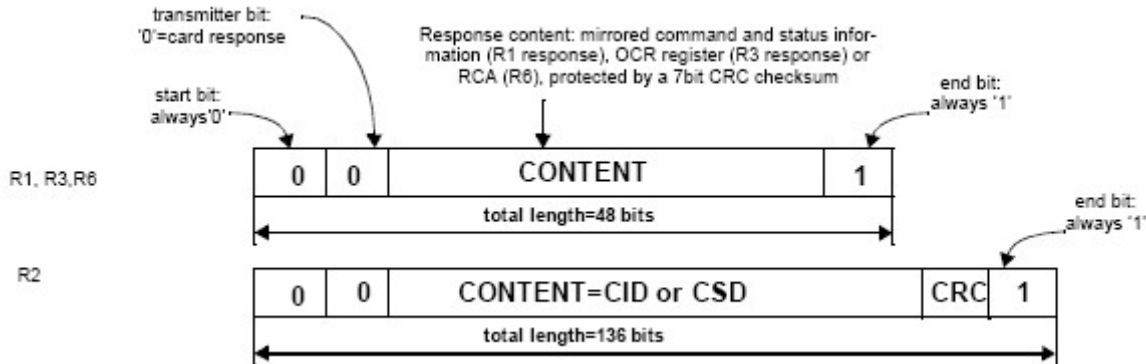 transmitter bit:
'0'=card response
Response content: mirrored command and status infor-
mation (R1 response), OCR register (R3 response) or
RCA (R6), protected by a 7bit CRC checksum
start bit:
always'0'
end bit:
always '1'
R1, R3,R6
0 0 CONTENT 1
total length=48 bits
end bit:
always '1'
R2
0 0 CONTENT=CID or CSD CRC 1
total length=136 bits